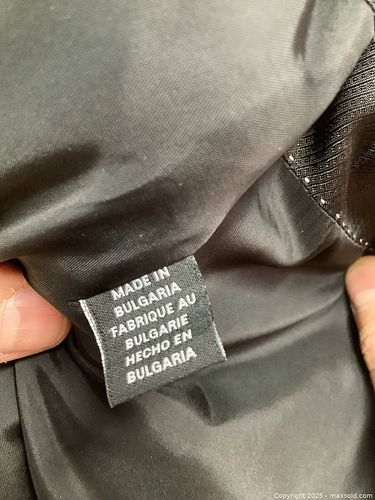 MADE IN
BULGARIA
FABRIQUE AU
BULGARIE
HECHO EN
BULGARIA
Copyright 2025 - maxsold.com